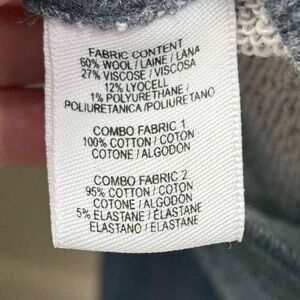 FABRIC CONTENT
60% WOOL / LAINE / LANA
27% VISCOSE / VISCOSA
12% LYOCELL
1% POLYURETHANE /
POLIURETANICA /POLIURETANO
COMBO FABRIC 1
100% COTTON / COTON
COTONE / ALGODON
COMBO FABRIC 2
95% COTTON / COTON
COTONE / ALGODON
5% ELASTANE / ELASTANE
ELASTANO / ELASTANE